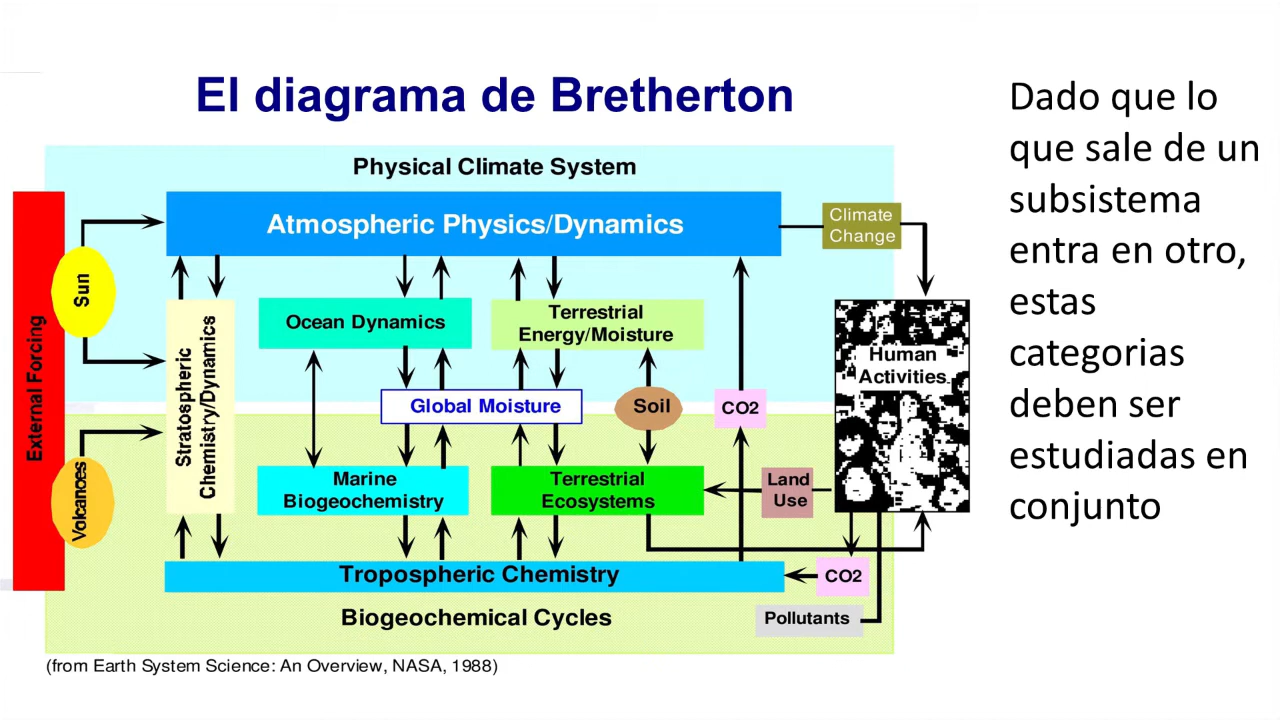 El diagrama de Bretherton
Physical Climate System
Atmospheric Physics/Dynamics
Climate
Change
External Forcing
Sun
Stratospheric
Chemistry/Dynamics
Ocean Dynamics
Terrestrial
Energy/Moisture
Human
Activities
Global Moisture
Soil
CO2
Volcanoes
Marine
Biogeochemistry
Terrestrial
Ecosystems
Land
Use
Tropospheric Chemistry
CO2
Biogeochemical Cycles
Pollutants
(from Earth System Science: An Overview, NASA, 1988)
Dado que lo
que sale de un
subsistema
entra en otro,
estas
categorias
deben ser
estudiadas en
conjunto